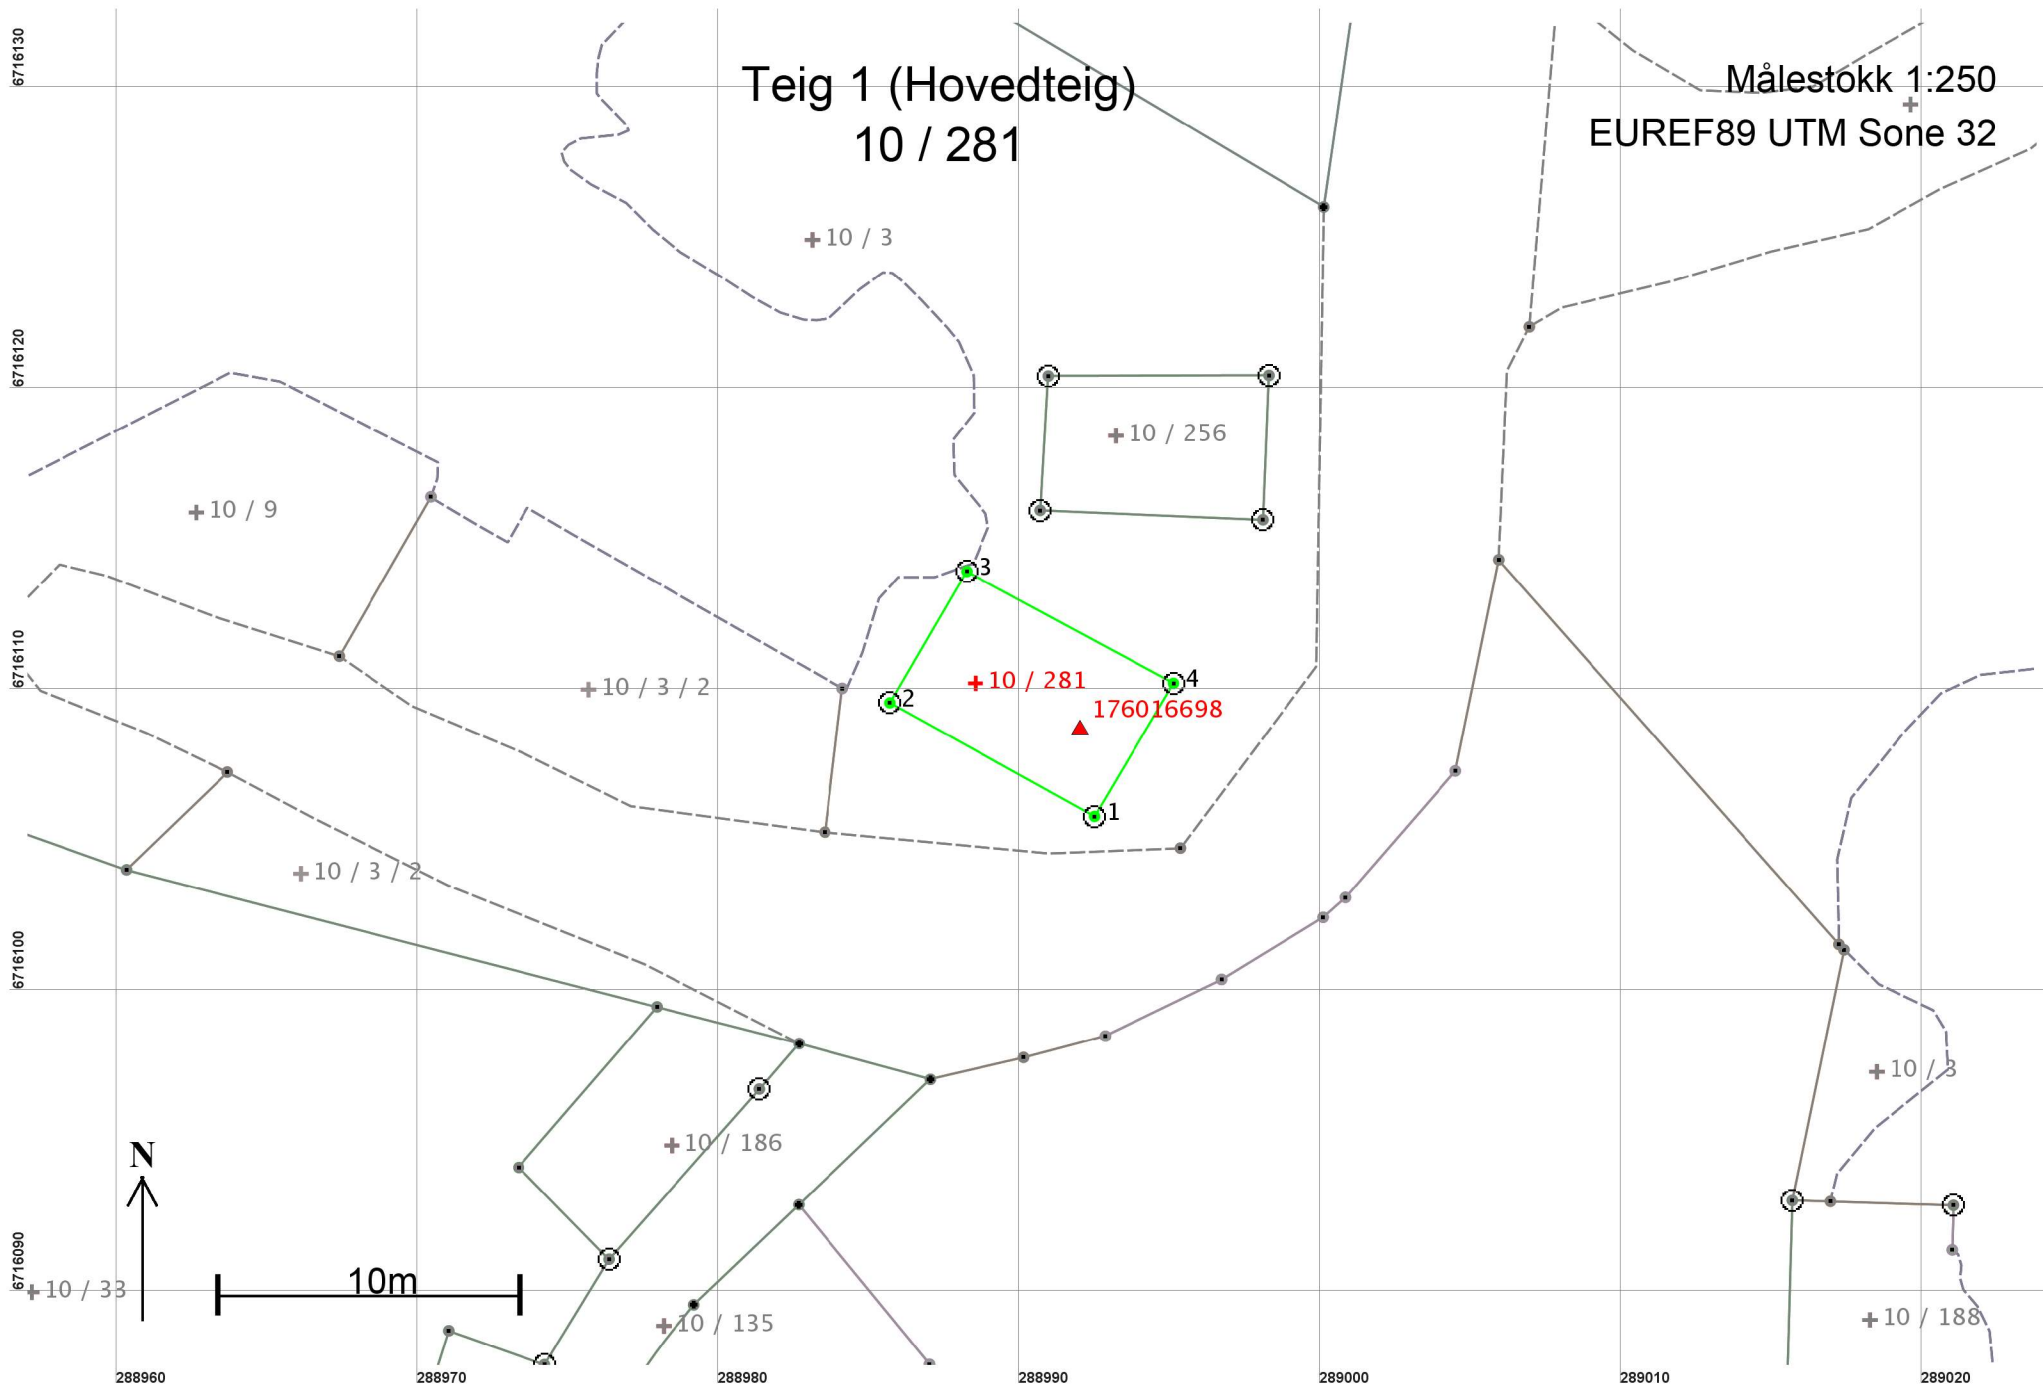 Teig 1 (Hovedteig)
10 / 281
Målestokk 1:250
EUREF89 UTM Sone 32
6716130
10 / 3
6716120
10 / 256
10 / 9
3
6716110
10 / 3 / 2
2
10 / 281
4
176016698
1
10 / 3 / 2
6716100
10 / 3
N
10 / 186
6716090
10 / 33
10m
10 / 135
10 / 188
288960
288970
288980
288990
289000
289010
289020